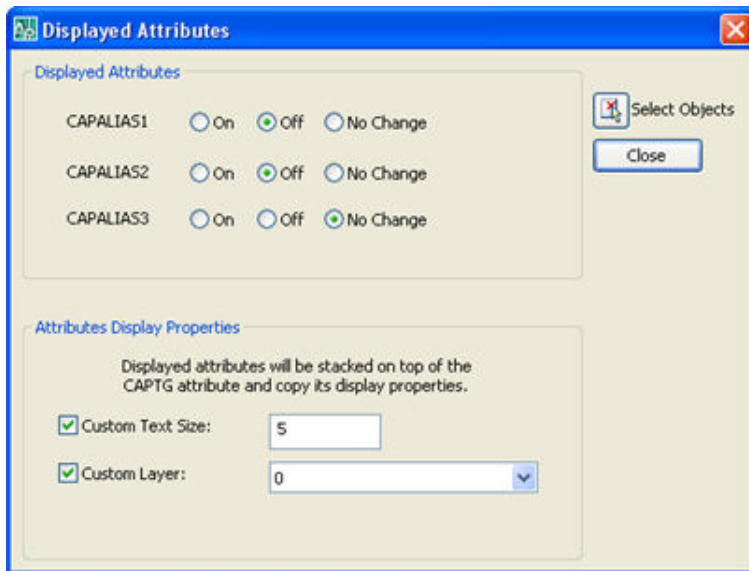 Displayed Attributes
Displayed Attributes
CAPALIAS1 On Off No Change
CAPALIAS2 On Off No Change
CAPALIAS3 On Off No Change
Select Objects
Close
Attributes Display Properties
Displayed attributes will be stacked on top of the
CAPTG attribute and copy its display properties.
Custom Text Size: 5
Custom Layer: 0